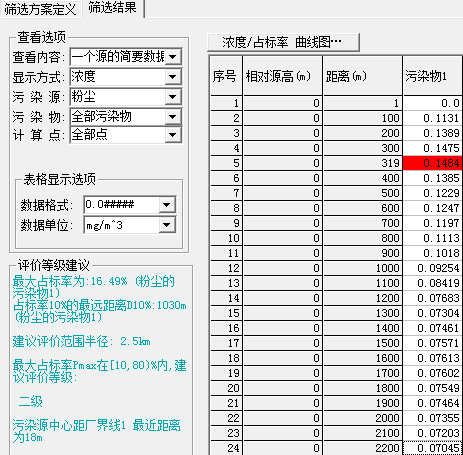 筛选方案定义 筛选结果
查看选项
查看内容: 一个源的简要数据
显示方式: 浓度
污 染 源: 粉尘
污 染 物: 全部污染物
计 算 点: 全部点
表格显示选项
数据格式: 0.0#####
数据单位: mg/m^3
评价等级建议
最大占标率为:16.49% (粉尘的
污染物1)
占标率10%的最远距离D10%:1030m
(粉尘的污染物1)
建议评价范围半径: 2.5km
最大占标率Pmax在[10,80)%内,建
议评价等级:
二级
污染源中心距厂界线1 最近距离
为18m
浓度/占标率 曲线图…
序号 相对源高(m) 距离(m) 污染物1
1 0 1 0.0
2 0 100 0.1131
3 0 200 0.1389
4 0 300 0.1475
5 0 319 0.1484
6 0 400 0.1385
7 0 500 0.1229
8 0 600 0.1247
9 0 700 0.1197
10 0 800 0.1113
11 0 900 0.1018
12 0 1000 0.09254
13 0 1100 0.08419
14 0 1200 0.07683
15 0 1300 0.07304
16 0 1400 0.07461
17 0 1500 0.07571
18 0 1600 0.07613
19 0 1700 0.07602
20 0 1800 0.07549
21 0 1900 0.07464
22 0 2000 0.07355
23 0 2100 0.07203
24 0 2200 0.07045